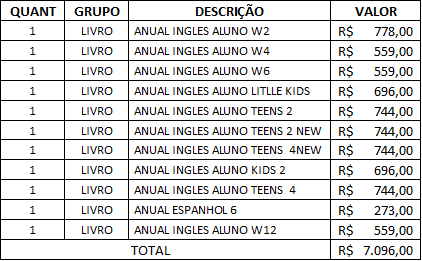 QUANT GRUPO DESCRIÇÃO VALOR
1 LIVRO ANUAL INGLES ALUNO W2 R$ 778,00
1 LIVRO ANUAL INGLES ALUNO W4 R$ 559,00
1 LIVRO ANUAL INGLES ALUNO W6 R$ 559,00
1 LIVRO ANUAL INGLES ALUNO LITLLE KIDS R$ 696,00
1 LIVRO ANUAL INGLES ALUNO TEENS 2 R$ 744,00
1 LIVRO ANUAL INGLES ALUNO TEENS 2 NEW R$ 744,00
1 LIVRO ANUAL INGLES ALUNO TEENS 4NEW R$ 744,00
1 LIVRO ANUAL INGLES ALUNO KIDS 2 R$ 696,00
1 LIVRO ANUAL INGLES ALUNO TEENS 4 R$ 744,00
1 LIVRO ANUAL ESPANHOL 6 R$ 273,00
1 LIVRO ANUAL INGLES ALUNO W12 R$ 559,00
TOTAL R$ 7.096,00